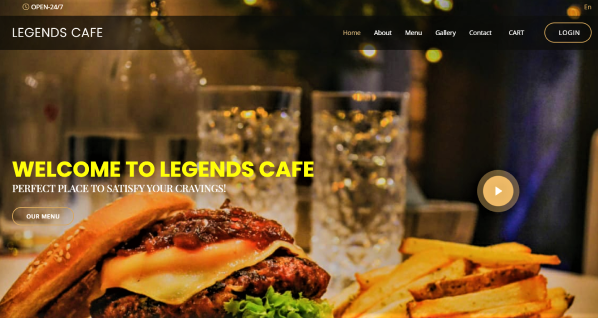 OPEN-24/7
En
LEGENDS CAFE
Home About Menu Gallery Contact CART LOGIN
WELCOME TO LEGENDS CAFE
PERFECT PLACE TO SATISFY YOUR CRAVINGS!
OUR MENU